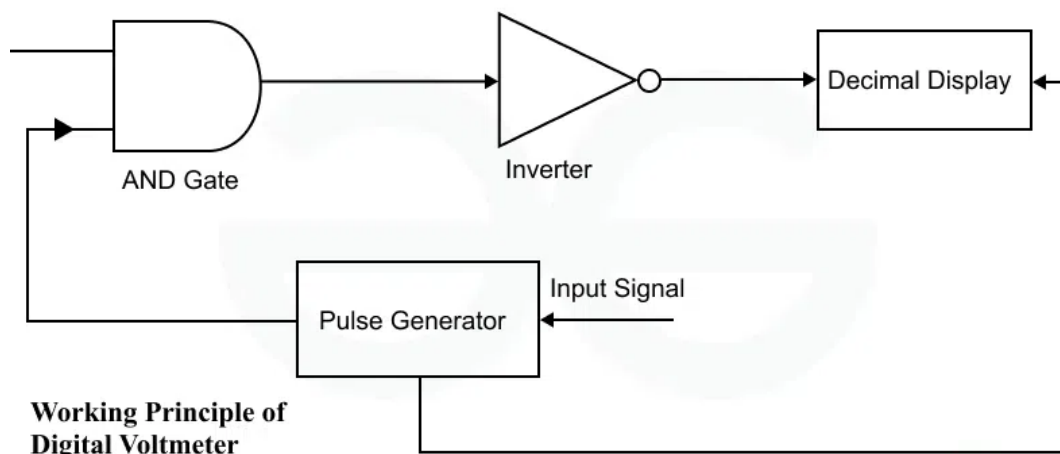 Decimal Display
Inverter
AND Gate
Input Signal
Pulse Generator
Working Principle of
Digital Voltmeter